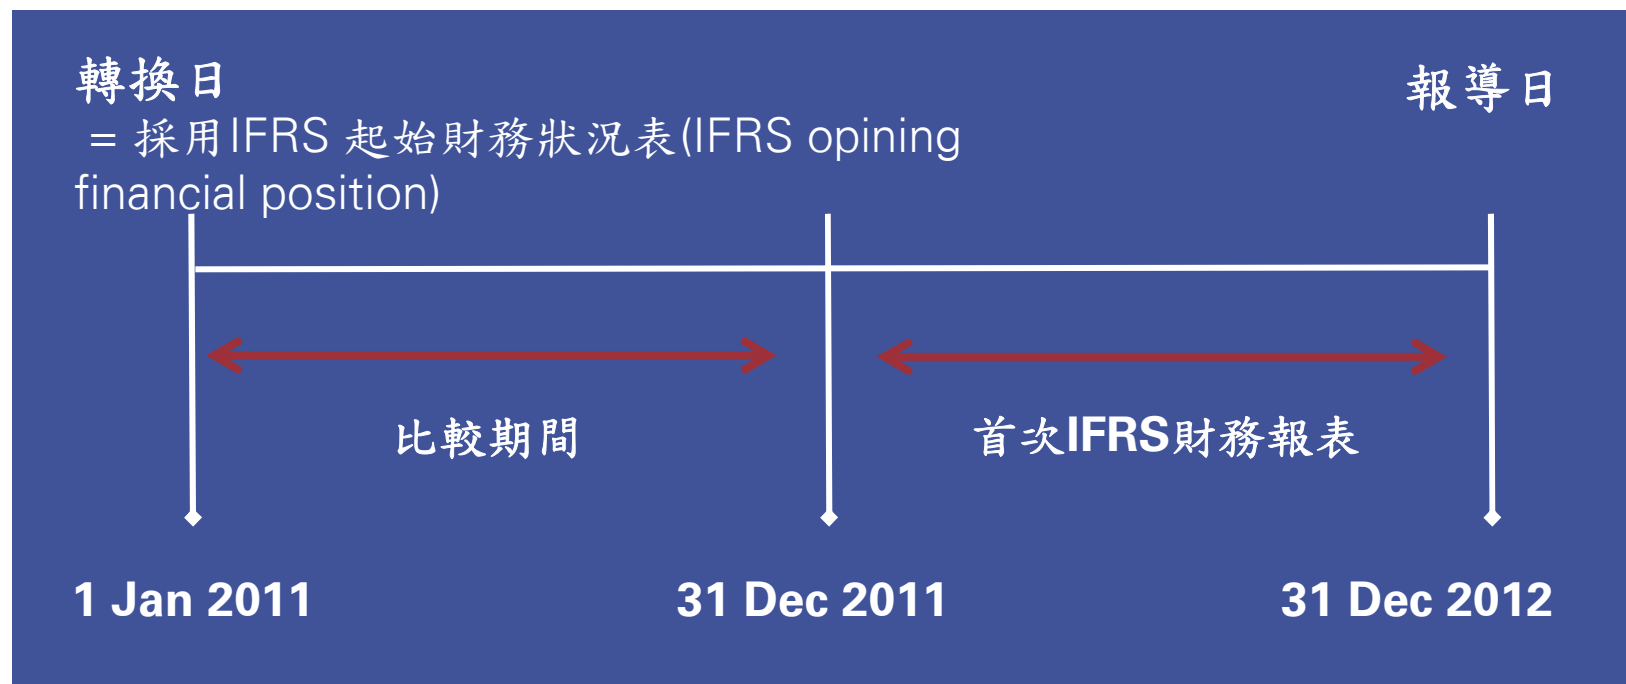 轉換日
報導日
= 採用IFRS 起始財務狀況表(IFRS opining
financial position)
比較期間
首次IFRS財務報表
1 Jan 2011
31 Dec 2011
31 Dec 2012